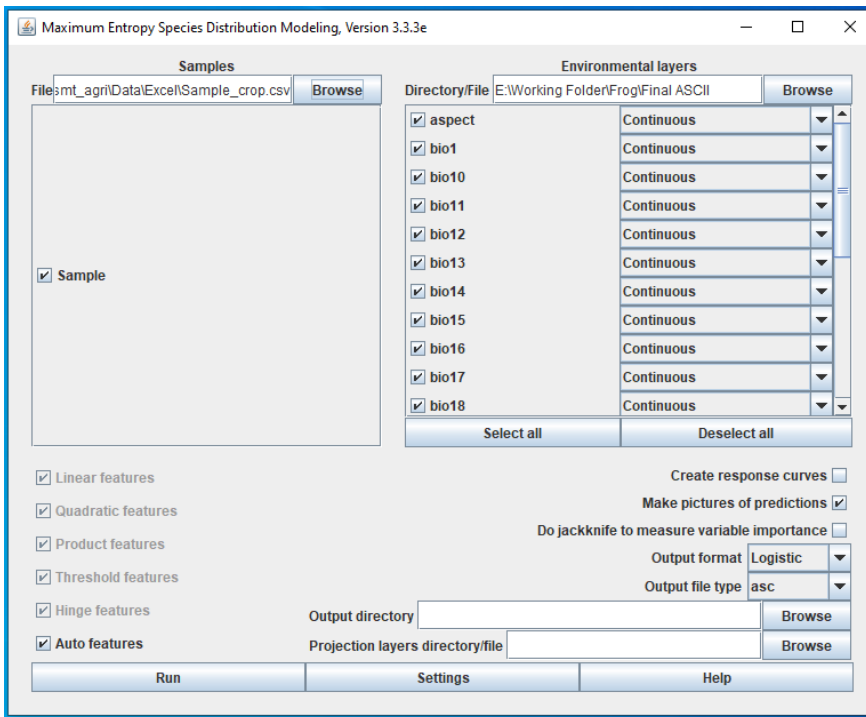 Maximum Entropy Species Distribution Modeling, Version 3.3.3e
Samples
File smt_agri\Data\Excel\Sample_crop.csv Browse
Sample
Environmental layers
Directory/File E:\Working Folder\Frog\Final ASCII Browse
aspect Continuous
bio1 Continuous
bio10 Continuous
bio11 Continuous
bio12 Continuous
bio13 Continuous
bio14 Continuous
bio15 Continuous
bio16 Continuous
bio17 Continuous
bio18 Continuous
Select all Deselect all
Linear features
Quadratic features
Product features
Threshold features
Hinge features
Auto features
Create response curves
Make pictures of predictions
Do jackknife to measure variable importance
Output format Logistic
Output file type asc
Output directory Browse
Projection layers directory/file Browse
Run Settings Help